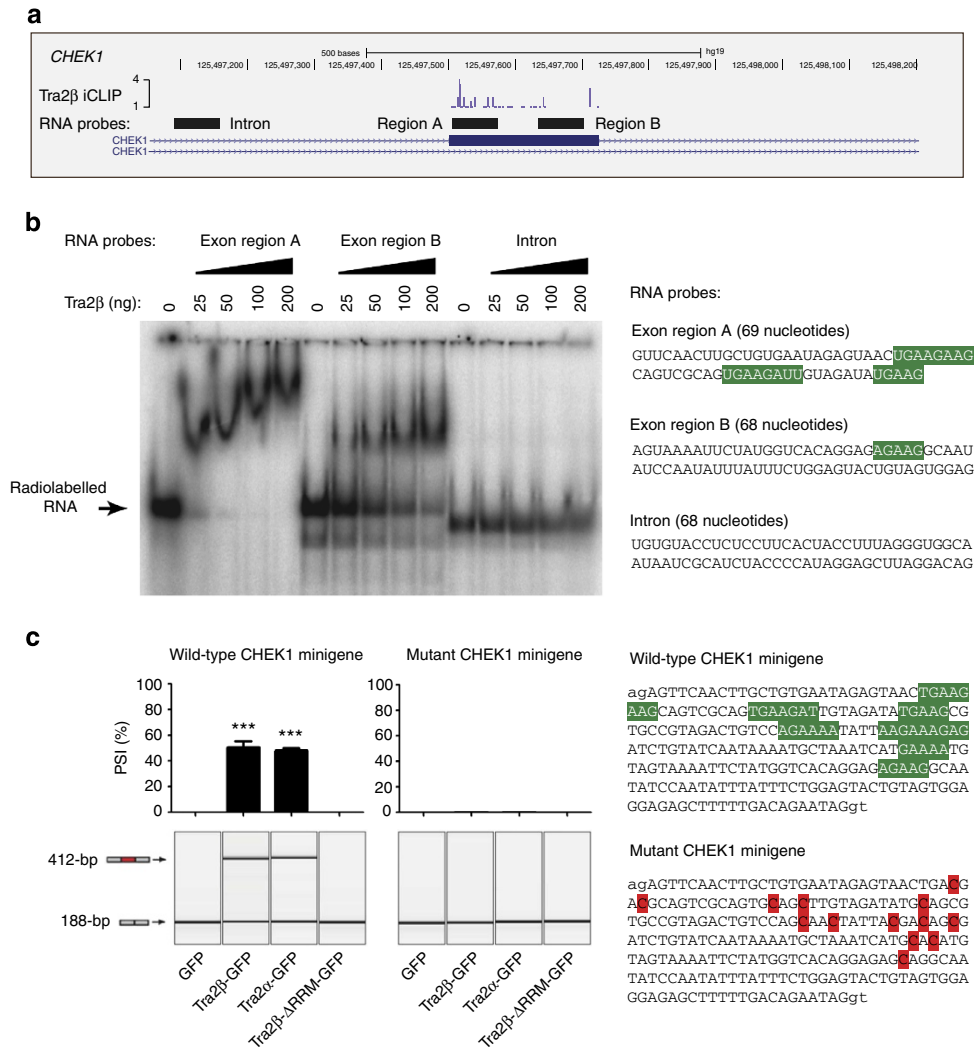 a
500 bases
hg19
CHEK1
125,497,200 125,497,300 125,497,400 125,497,500 125,497,600 125,497,700 125,497,800 125,497,900 125,498,000 125,498,100 125,498,200
4
Tra2β iCLIP
1
RNA probes:
Intron
Region A
Region B
CHEK1
CHEK1
b
RNA probes:
Exon region A
Exon region B
Intron
Tra2β (ng):
0 25 50 100 200 0 25 50 100 200 0 25 50 100 200
Radiolabelled
RNA
RNA probes:
Exon region A (69 nucleotides)
GUUCAACUUGCUGUGAAUAGAGUAACUGAAGAAG
CAGUCGCAGUGAAGAUUGUAGAUAUGAAG
Exon region B (68 nucleotides)
AGUAAAAUUCUAUGGUCACAGGAGAGAAGGCAAU
AUCCAAUAUUUAUUUCUGGAGUACUGUAGUGGAG
Intron (68 nucleotides)
UGUGUACCUCUCCUUCACUACCUUUAGGGUGGCA
AUAAUCGCAUCUACCCCAUAGGAGCUUAGGACAG
c
Wild-type CHEK1 minigene
Mutant CHEK1 minigene
PSI (%)
100
80
60
40
20
0
***
***
100
80
60
40
20
0
412-bp
188-bp
GFP
Tra2β-GFP
Tra2α-GFP
Tra2β-ΔRRM-GFP
GFP
Tra2β-GFP
Tra2α-GFP
Tra2β-ΔRRM-GFP
Wild-type CHEK1 minigene
agAGTTCAACTTGCTGTGAATAGAGTAACTGAAG
AAGCAGTCGCAGTGAAGATTGTAGATATGAAGCG
TGCCGTAGACTGTCCAGAAAATATTAAGAAAGAG
ATCTGTATCAATAAAATGCTAAATCATGAAAATG
TAGTAAAATTCTATGGTCACAGGAGAGAAGGCAA
TATCCAATATTTATTTCTGGAGTACTGTAGTGGA
GGAGAGCTTTTTGACAGAATAGgt
Mutant CHEK1 minigene
agAGTTCAACTTGCTGTGAATAGAGTAACTGACG
ACGCAGTCGCAGTGCAGCTTGTAGATATGCAGCG
TGCCGTAGACTGTCCAGCAACTATTACGACAGCG
ATCTGTATCAATAAAATGCTAAATCATGCACATG
TAGTAAAATTCTATGGTCACAGGAGAGCAGGCAA
TATCCAATATTTATTTCTGGAGTACTGTAGTGGA
GGAGAGCTTTTTGACAGAATAGgt